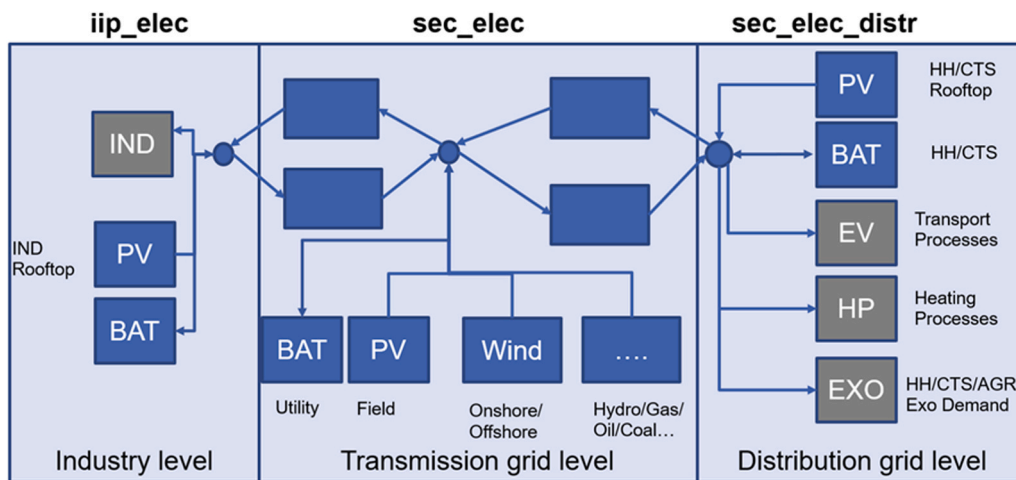 iip_elec
sec_elec
sec_elec_distr
IND
PV
IND
Rooftop
BAT
Industry level
BAT
PV
Wind
....
Utility
Field
Onshore/
Offshore
Hydro/Gas/
Oil/Coal...
Transmission grid level
PV
HH/CTS
Rooftop
BAT
HH/CTS
EV
Transport
Processes
HP
Heating
Processes
EXO
HH/CTS/AGR
Exo Demand
Distribution grid level